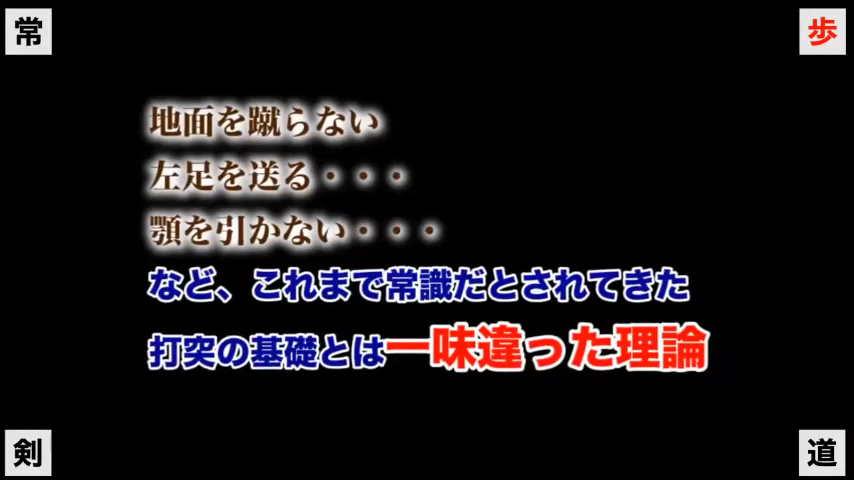 常
歩
地面を蹴らない
左足を送る・・・
顎を引かない・・・
など、これまで常識だとされてきた
打突の基礎とは一味違った理論
剣
道